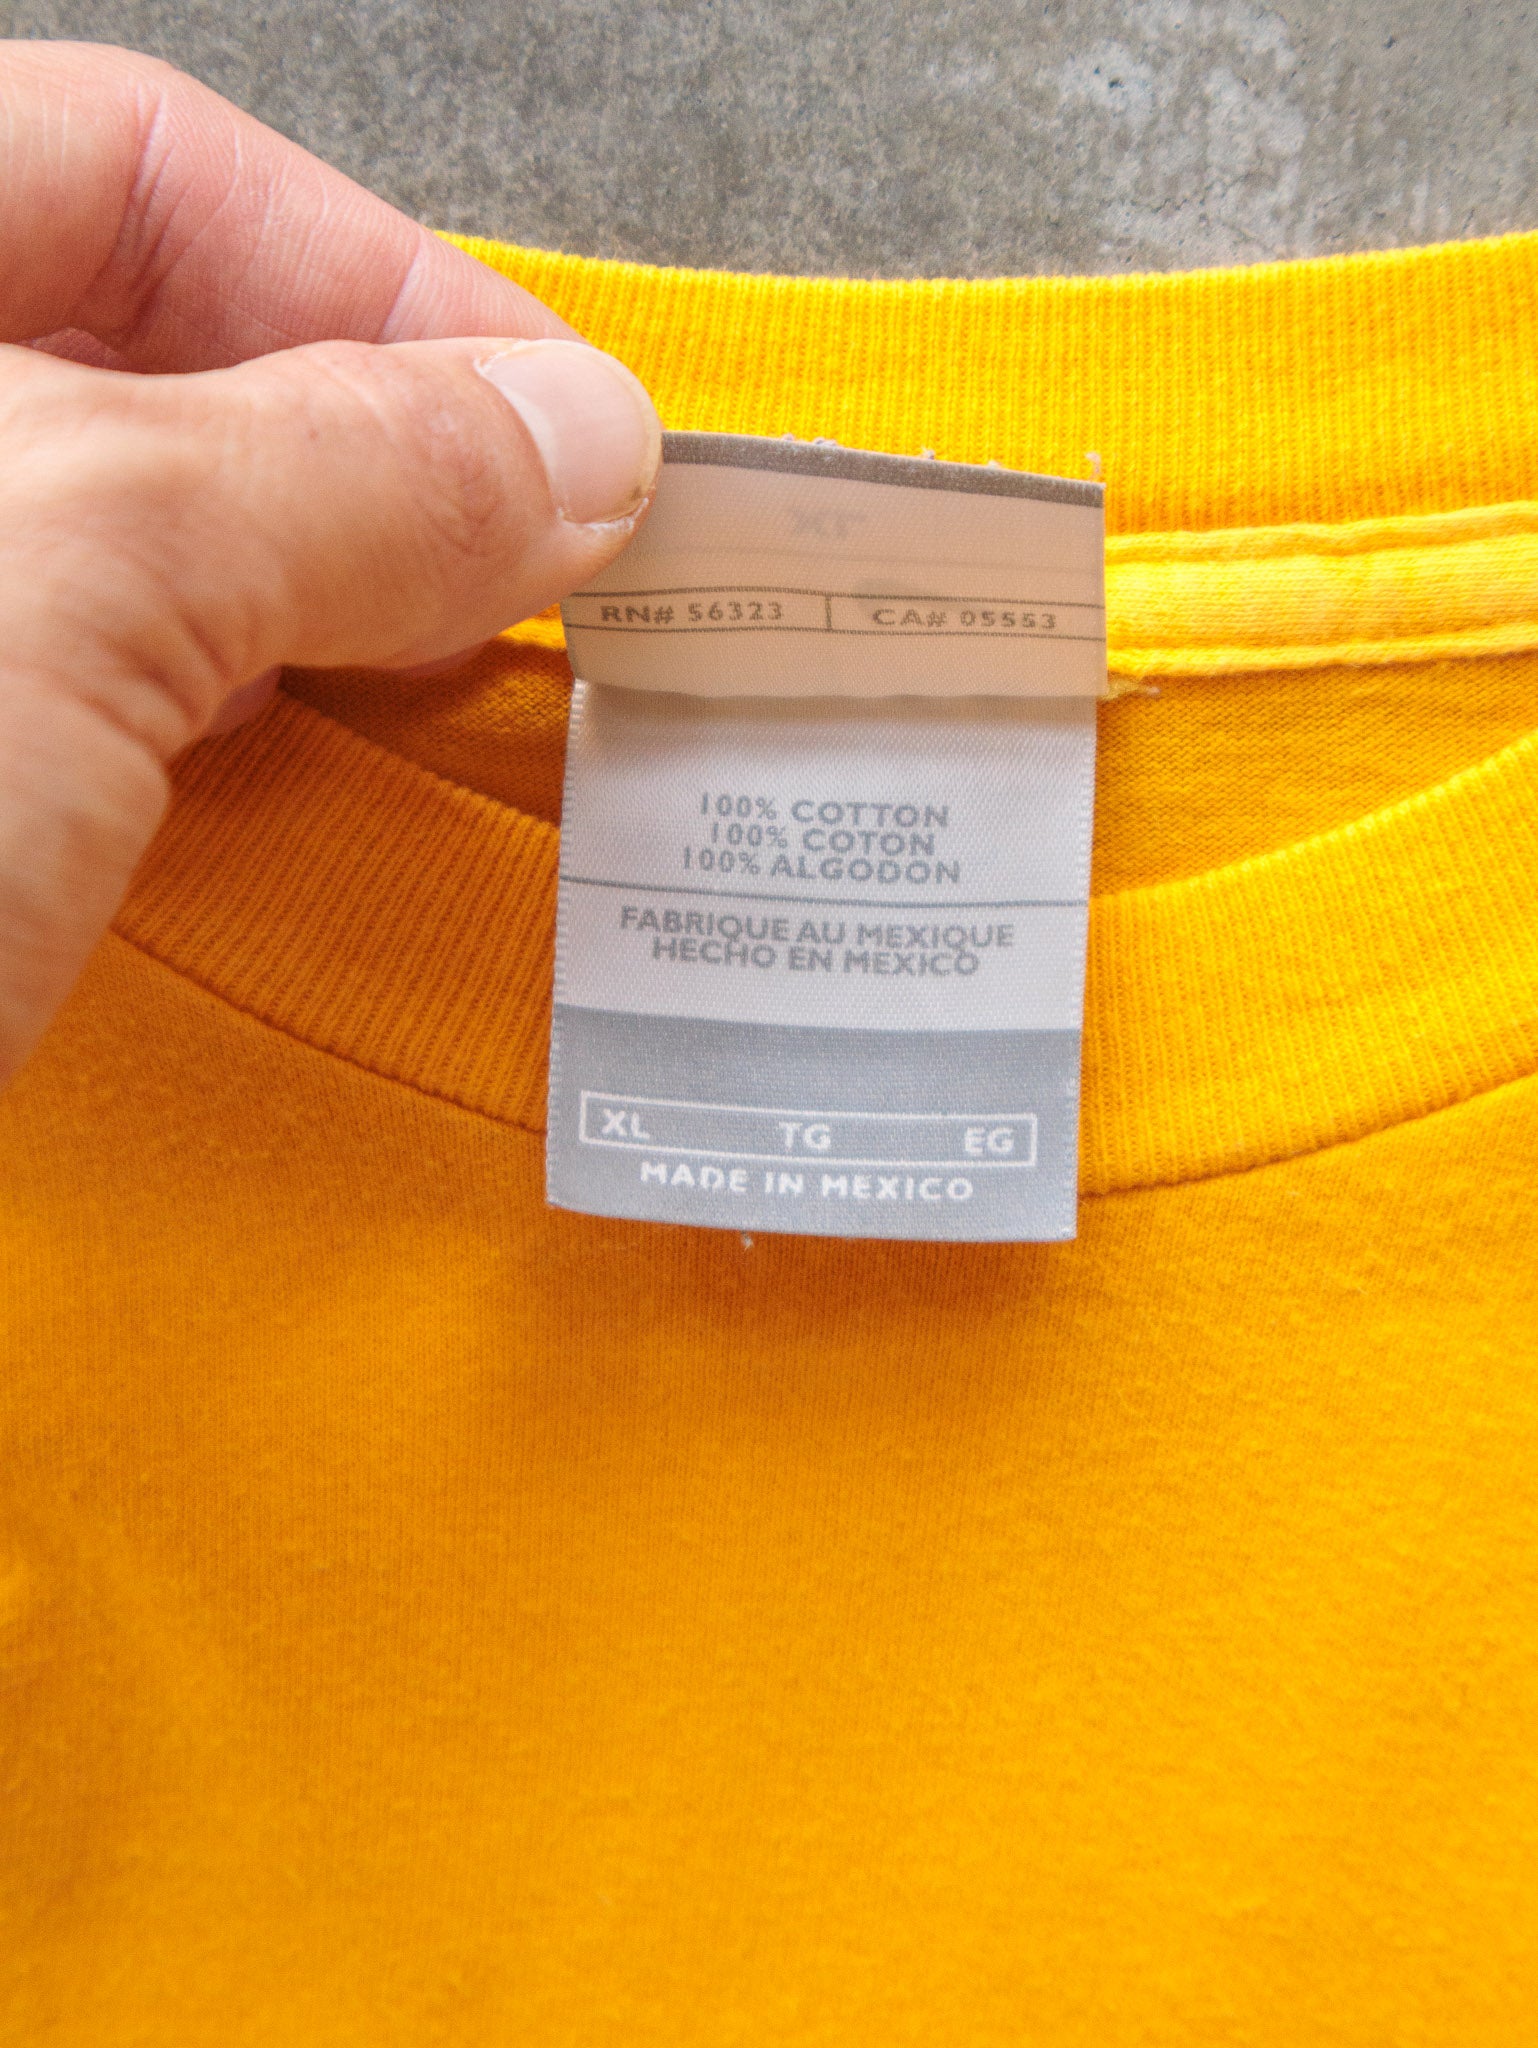 RN# 56323 CA# 05553
100% COTTON
100% COTON
100% ALGODON
FABRIQUE AU MEXIQUE
HECHO EN MEXICO
XL TG EG
MADE IN MEXICO